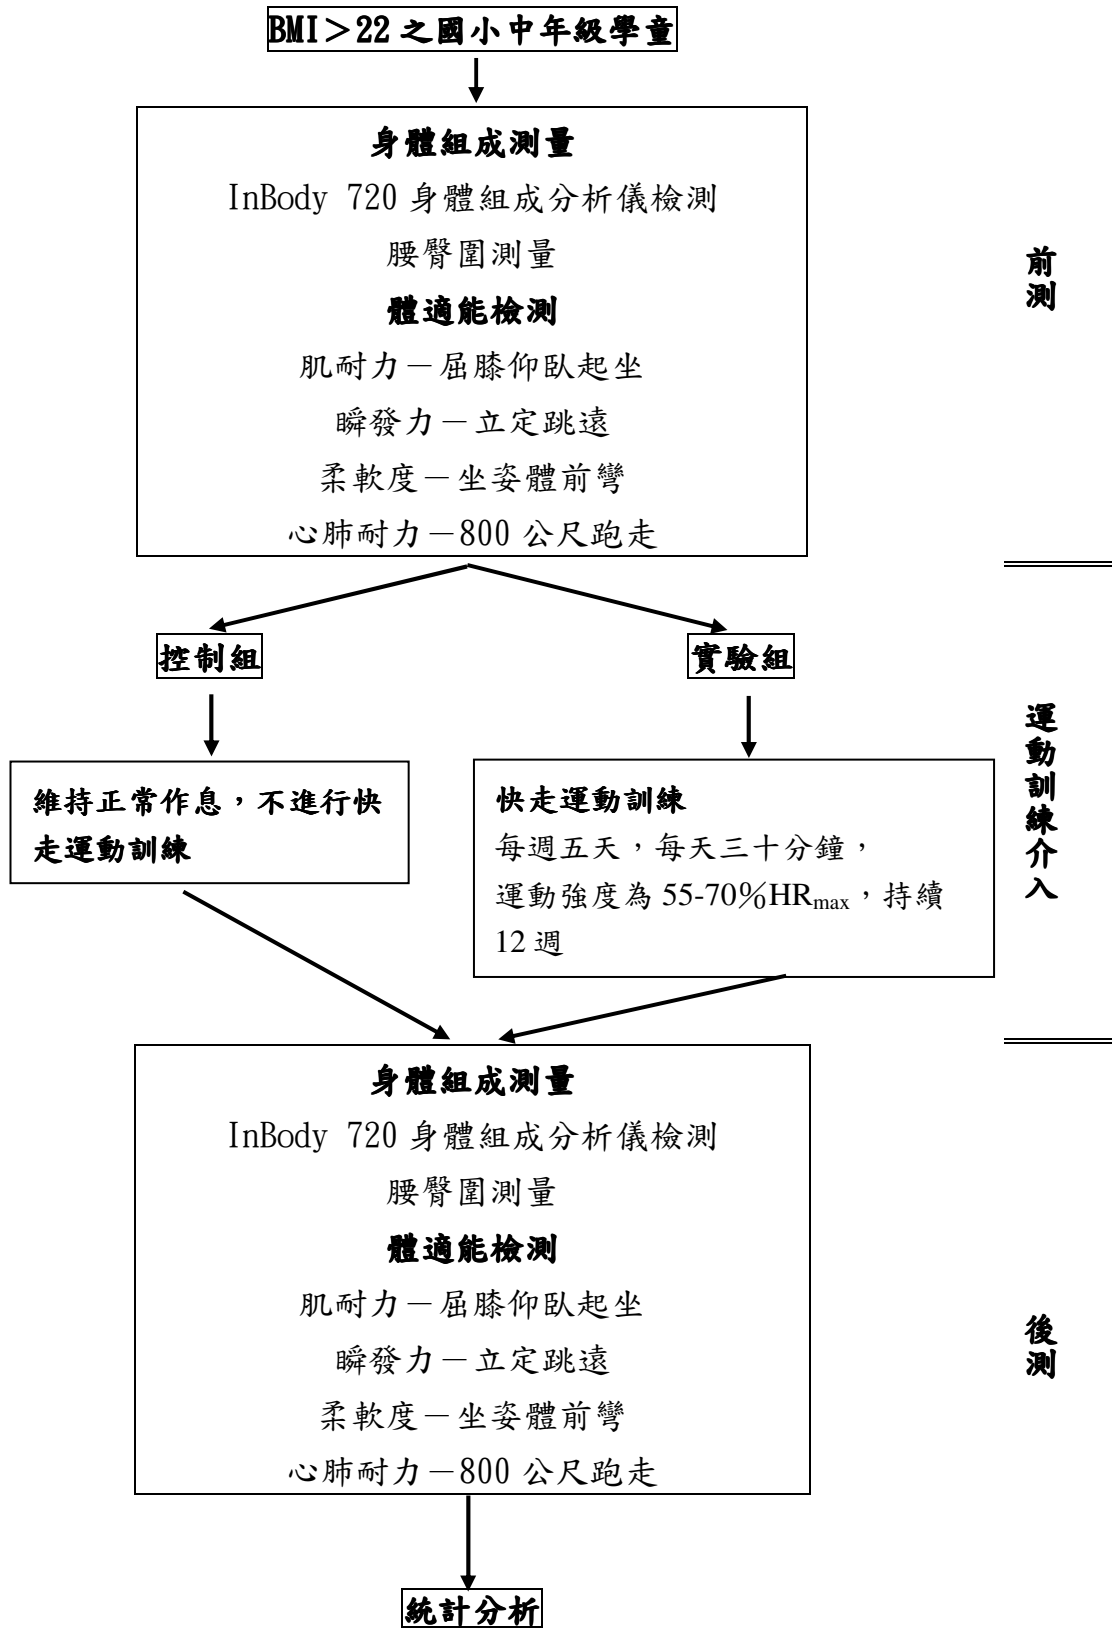 BMI＞22 之國小中年級學童
身體組成測量
InBody 720 身體組成分析儀檢測
腰臀圍測量
體適能檢測
肌耐力－屈膝仰臥起坐
瞬發力－立定跳遠
柔軟度－坐姿體前彎
心肺耐力－800 公尺跑走
前測
控制組
實驗組
維持正常作息，不進行快
走運動訓練
快走運動訓練
每週五天，每天三十分鐘，
運動強度為 55-70％HRmax，持續
12 週
運動訓練介入
身體組成測量
InBody 720 身體組成分析儀檢測
腰臀圍測量
體適能檢測
肌耐力－屈膝仰臥起坐
瞬發力－立定跳遠
柔軟度－坐姿體前彎
心肺耐力－800 公尺跑走
後測
統計分析